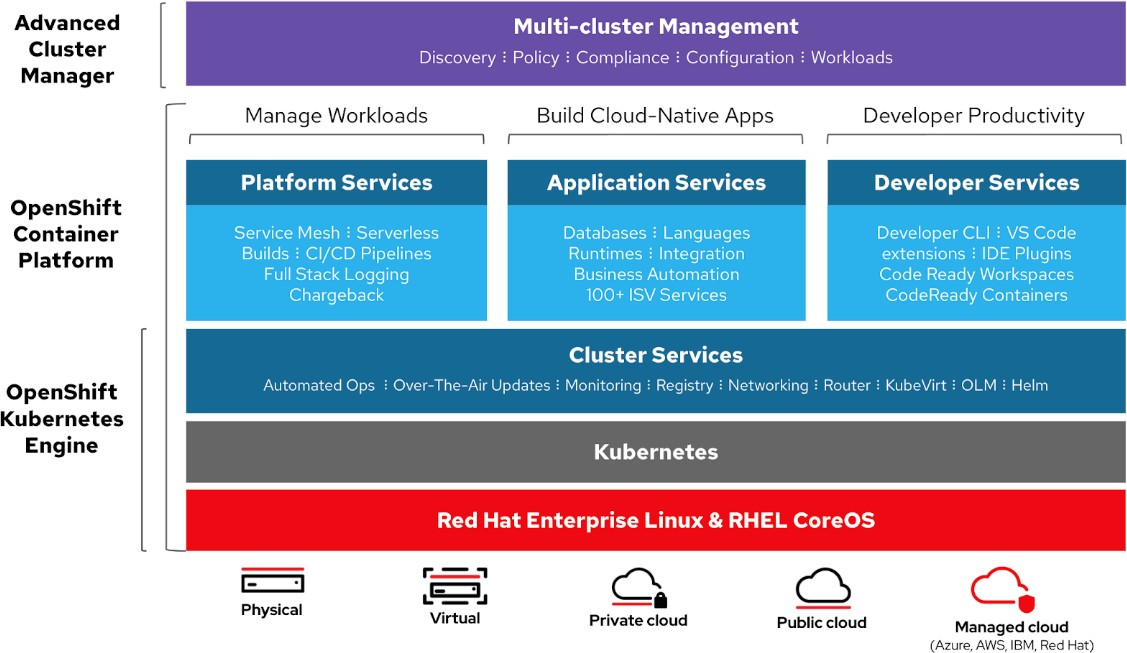 Advanced
Cluster
Manager
Multi-cluster Management
Discovery ⋮ Policy ⋮ Compliance ⋮ Configuration ⋮ Workloads
OpenShift
Container
Platform
Manage Workloads
Build Cloud-Native Apps
Developer Productivity
Platform Services
Service Mesh ⋮ Serverless
Builds ⋮ CI/CD Pipelines
Full Stack Logging
Chargeback
Application Services
Databases ⋮ Languages
Runtimes ⋮ Integration
Business Automation
100+ ISV Services
Developer Services
Developer CLI ⋮ VS Code
extensions ⋮ IDE Plugins
Code Ready Workspaces
CodeReady Containers
OpenShift
Kubernetes
Engine
Cluster Services
Automated Ops ⋮ Over-The-Air Updates ⋮ Monitoring ⋮ Registry ⋮ Networking ⋮ Router ⋮ KubeVirt ⋮ OLM ⋮ Helm
Kubernetes
Red Hat Enterprise Linux & RHEL CoreOS
Physical
Virtual
Private cloud
Public cloud
Managed cloud
(Azure, AWS, IBM, Red Hat)